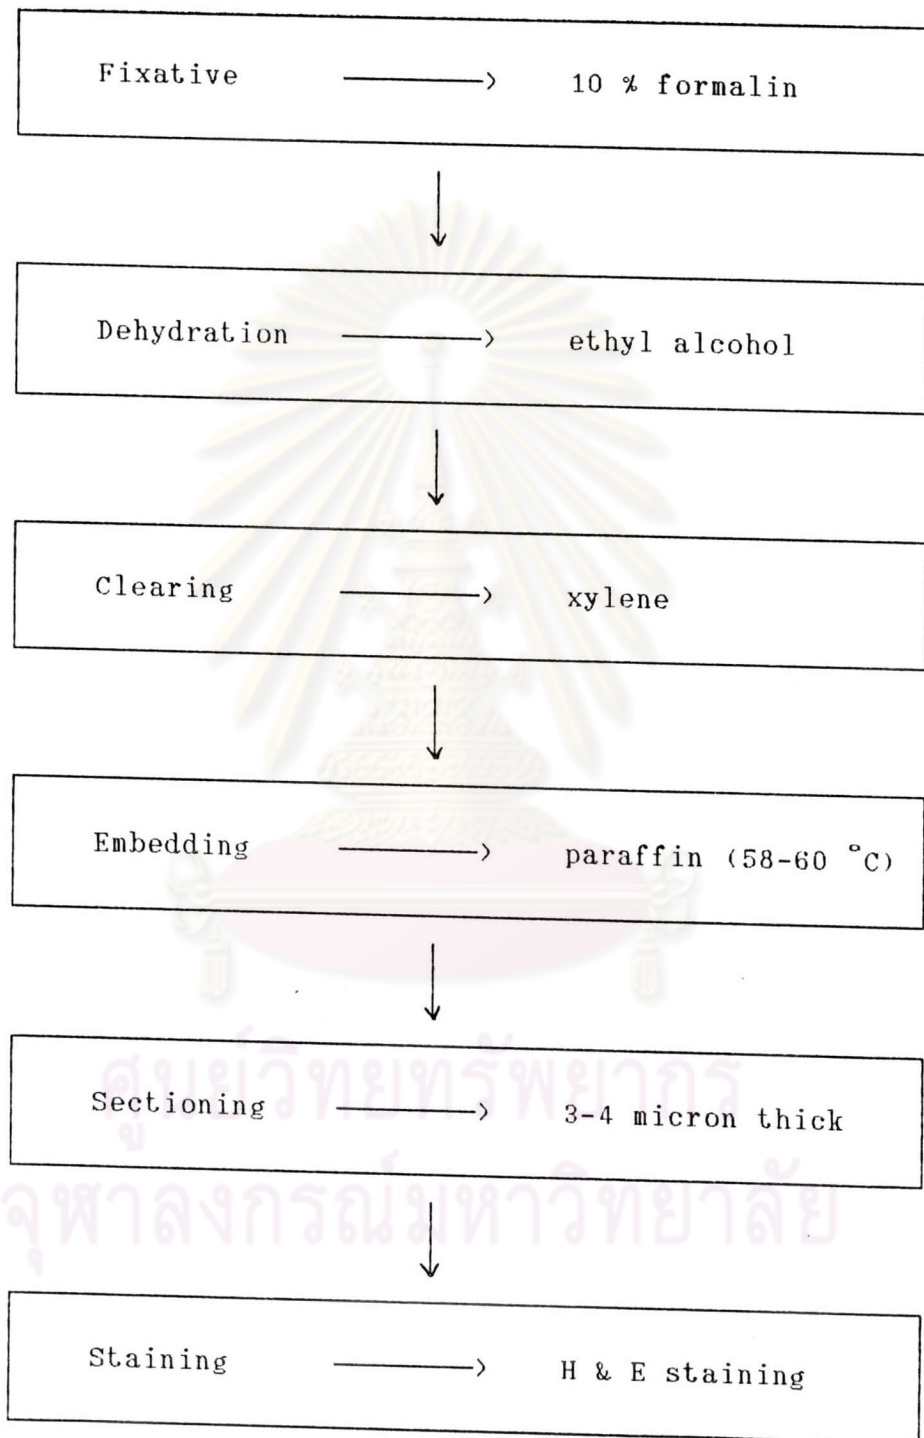 Fixative → 10 % formalin
↓
Dehydration → ethyl alcohol
↓
Clearing → xylene
↓
Embedding → paraffin (58-60 °C)
↓
Sectioning → 3-4 micron thick
↓
Staining → H & E staining
ศูนย์วิทยทรัพยากร
จุฬาลงกรณ์มหาวิทยาลัย